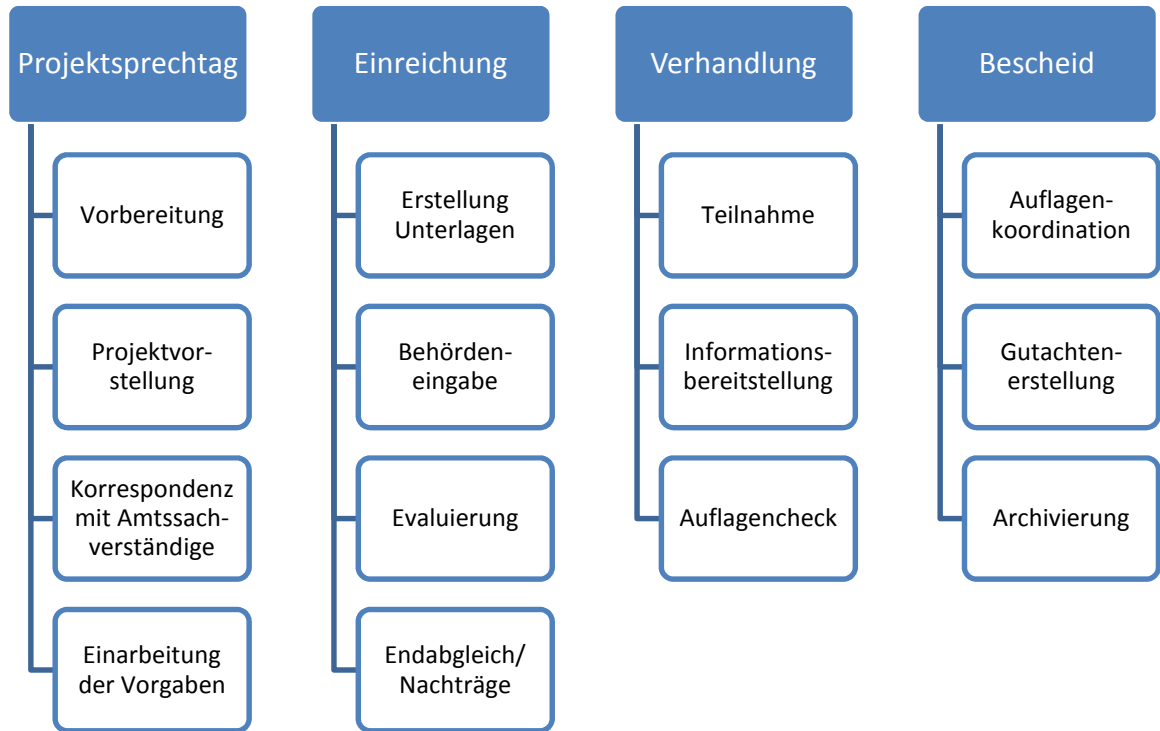 Projektsprechtag
Vorbereitung
Projektvor-
stellung
Korrespondenz
mit Amtssach-
verständige
Einarbeitung
der Vorgaben
Einreichung
Erstellung
Unterlagen
Behörden-
eingabe
Evaluierung
Endabgleich/
Nachträge
Verhandlung
Teilnahme
Informations-
bereitstellung
Auflagencheck
Bescheid
Auflagen-
koordination
Gutachten-
erstellung
Archivierung